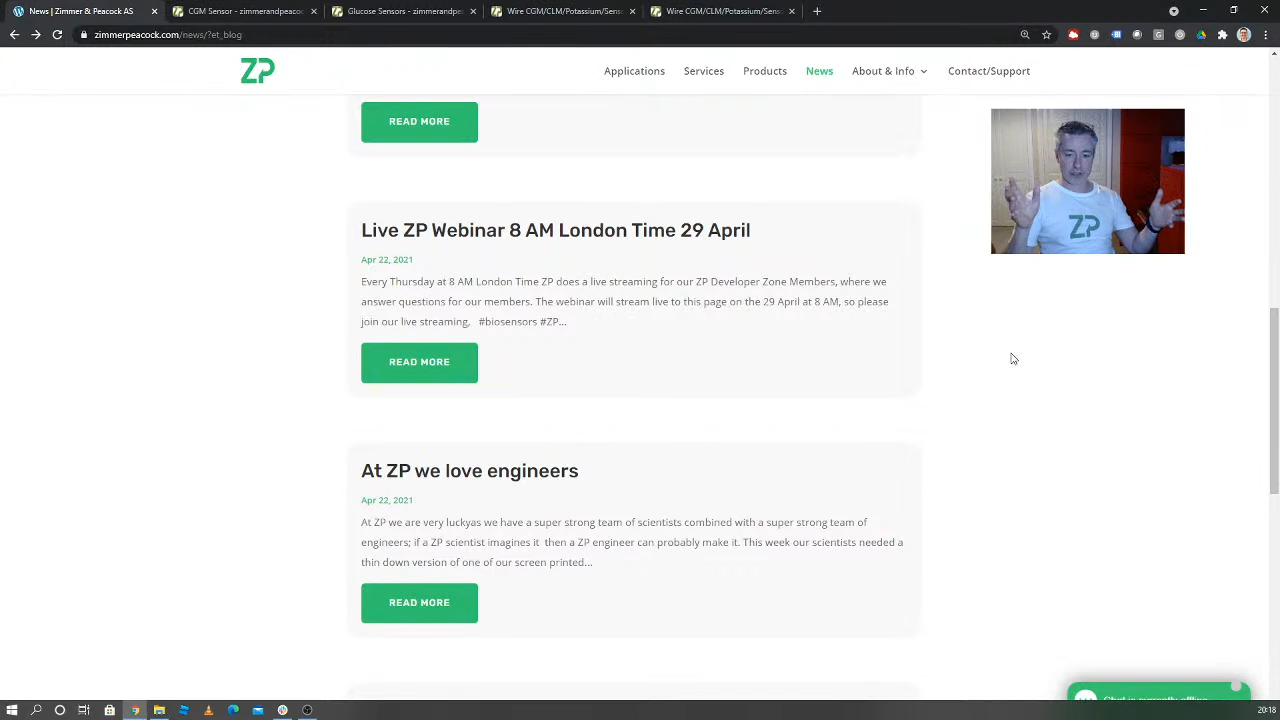 News | Zimmer & Peacock AS
CGM Sensor - zimmerandpeacoc
Glucose Sensors - zimmerandpe
Wire CGM/CLM/Potassium/Senso
Wire CGM/CLM/Potassium/Senso
zimmerpeacock.com/news/?et_blog
ZP
Applications
Services
Products
News
About & Info
Contact/Support
READ MORE
ZP
Live ZP Webinar 8 AM London Time 29 April
Apr 22, 2021
Every Thursday at 8 AM London Time ZP does a live streaming for our ZP Developer Zone Members, where we
answer questions for our members. The webinar will stream live to this page on the 29 April at 8 AM, so please
join our live streaming, #biosensors #ZP...
READ MORE
At ZP we love engineers
Apr 22, 2021
At ZP we are very luckyas we have a super strong team of scientists combined with a super strong team of
engineers; if a ZP scientist imagines it then a ZP engineer can probably make it. This week our scientists needed a
thin down version of one of our screen printed...
READ MORE
Chat is currently offline
20:18